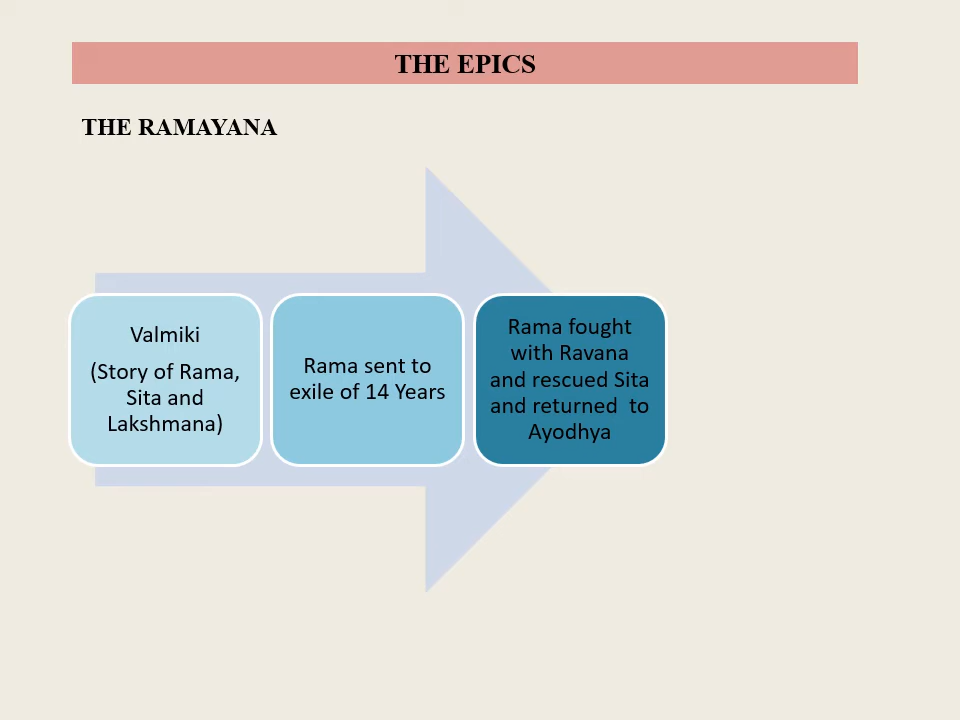 THE EPICS
THE RAMAYANA
Valmiki
(Story of Rama,
Sita and
Lakshmana)
Rama sent to
exile of 14 Years
Rama fought
with Ravana
and rescued Sita
and returned  to
Ayodhya